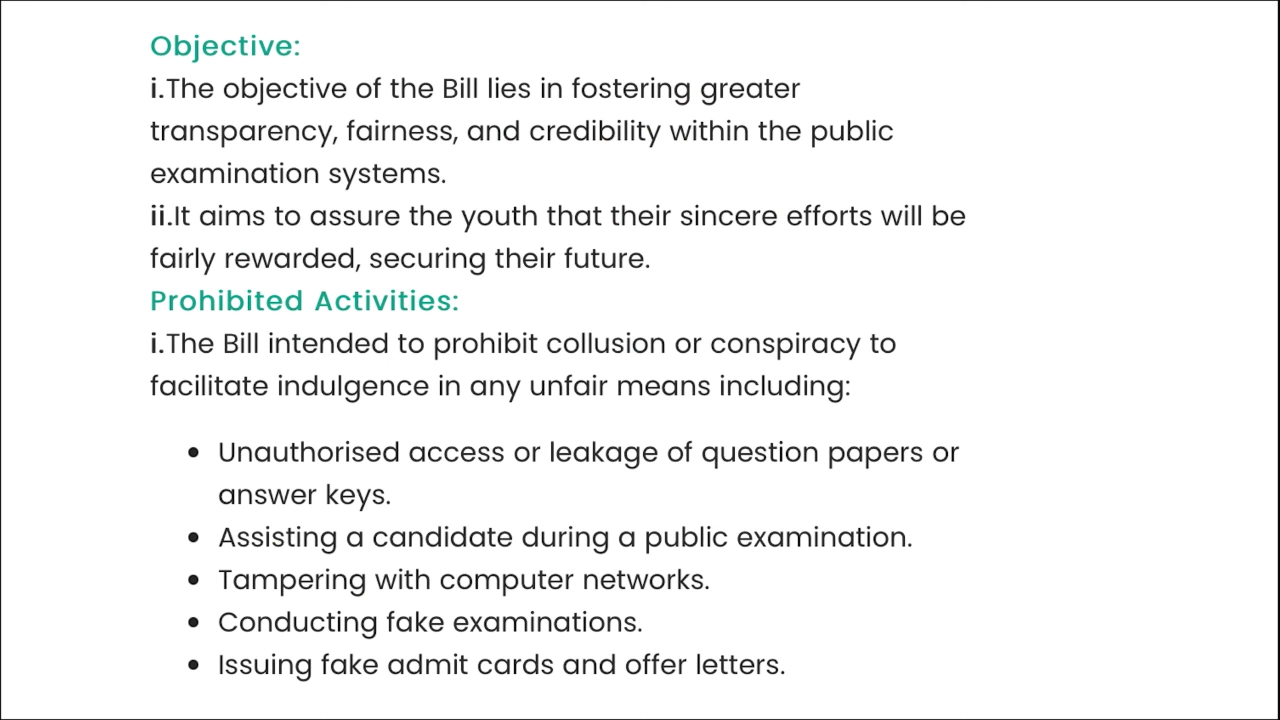 Objective:
i.The objective of the Bill lies in fostering greater
transparency, fairness, and credibility within the public
examination systems.
ii.It aims to assure the youth that their sincere efforts will be
fairly rewarded, securing their future.
Prohibited Activities:
i.The Bill intended to prohibit collusion or conspiracy to
facilitate indulgence in any unfair means including:
• Unauthorised access or leakage of question papers or
answer keys.
• Assisting a candidate during a public examination.
• Tampering with computer networks.
• Conducting fake examinations.
• Issuing fake admit cards and offer letters.